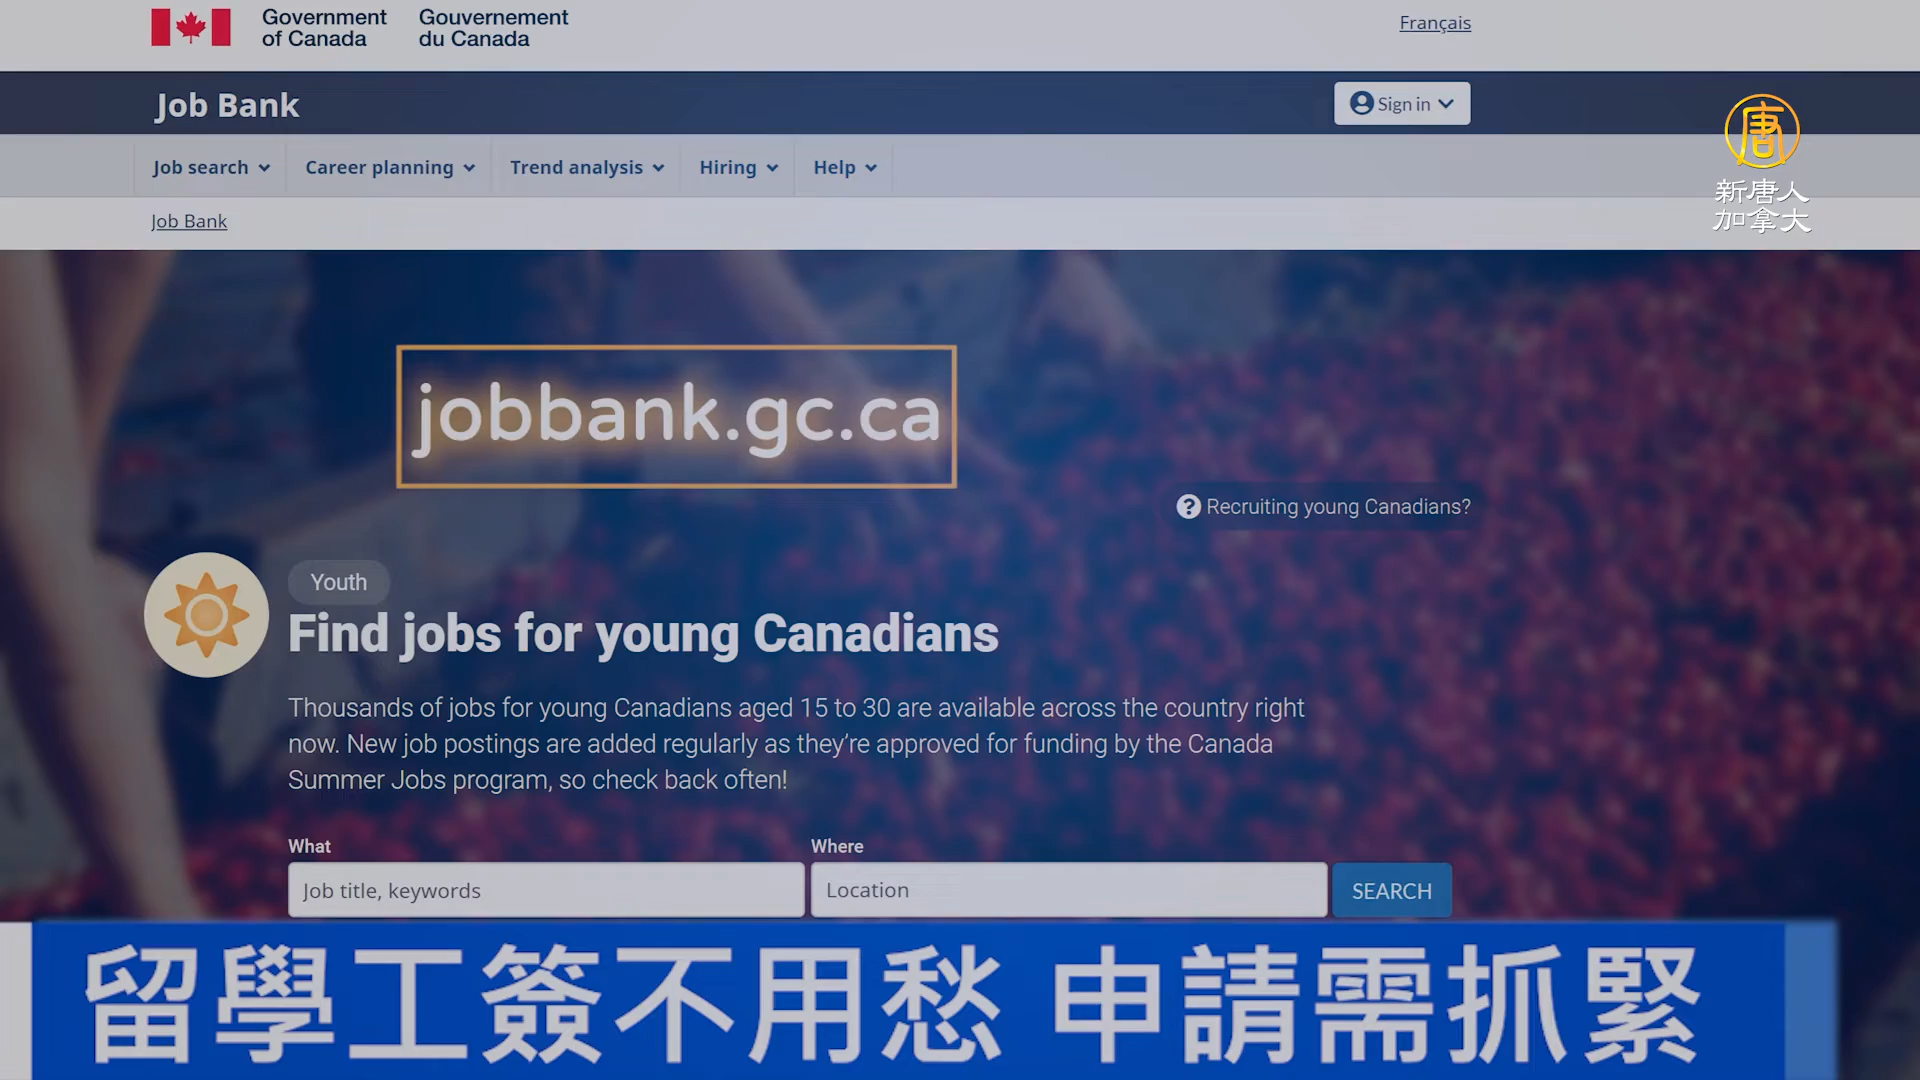 Government of Canada
Gouvernement du Canada
Français
Job Bank
Sign in
唐
新唐人
加拿大
Job search
Career planning
Trend analysis
Hiring
Help
Job Bank
jobbank.gc.ca
Recruiting young Canadians?
Youth
Find jobs for young Canadians
Thousands of jobs for young Canadians aged 15 to 30 are available across the country right
now. New job postings are added regularly as they’re approved for funding by the Canada
Summer Jobs program, so check back often!
What
Where
Job title, keywords
Location
SEARCH
留學工簽不用愁 申請需抓緊